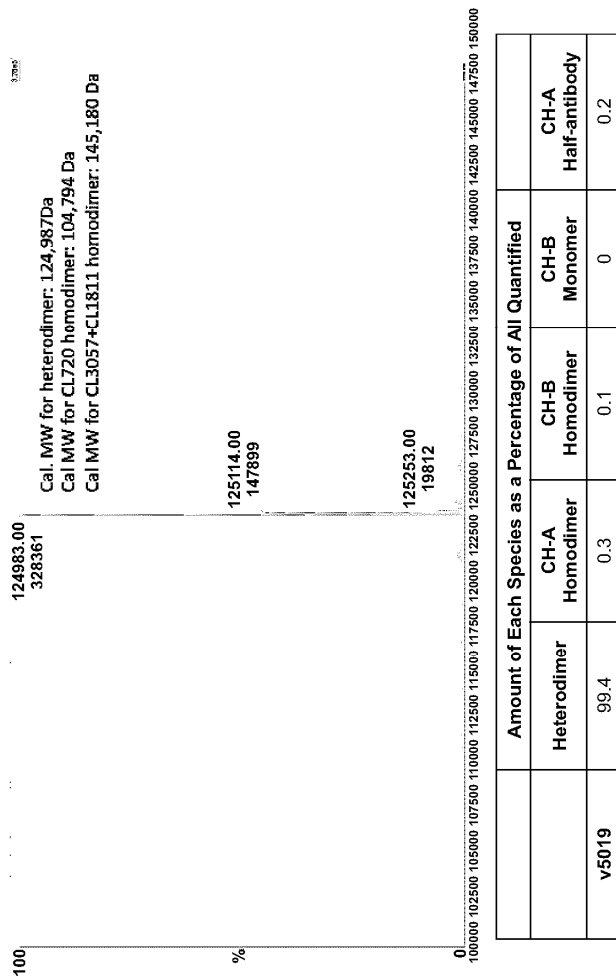 3.78e5
100
124983.00
328361
Cal. MW for heterodimer: 124,987Da
Cal MW for CL720 homodimer: 104,794 Da
Cal MW for CL3057+CL1811 homodimer: 145,180 Da
%
125114.00
147899
125253.00
19812
0
100000 102500 105000 107500 110000 112500 115000 117500 120000 122500 1250000 127500 130000 132500 135000 137500 140000 142500 145000 147500 150000
Amount of Each Species as a Percentage of All Quantified
Heterodimer CH-A Homodimer CH-B Homodimer CH-B Monomer CH-A Half-antibody
v5019 99.4 0.3 0.1 0 0.2